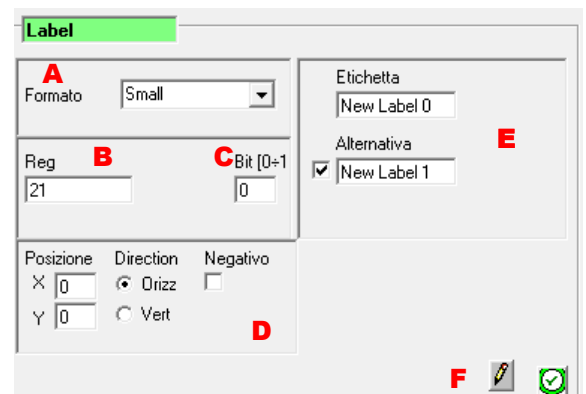 Label
A
Formato Small
B
C
Reg Bit [0÷1
21 0
Posizione Direction Negativo
X 0 Orizz
Y 0 Vert
D
Etichetta
New Label 0
Alternativa
New Label 1
E
F